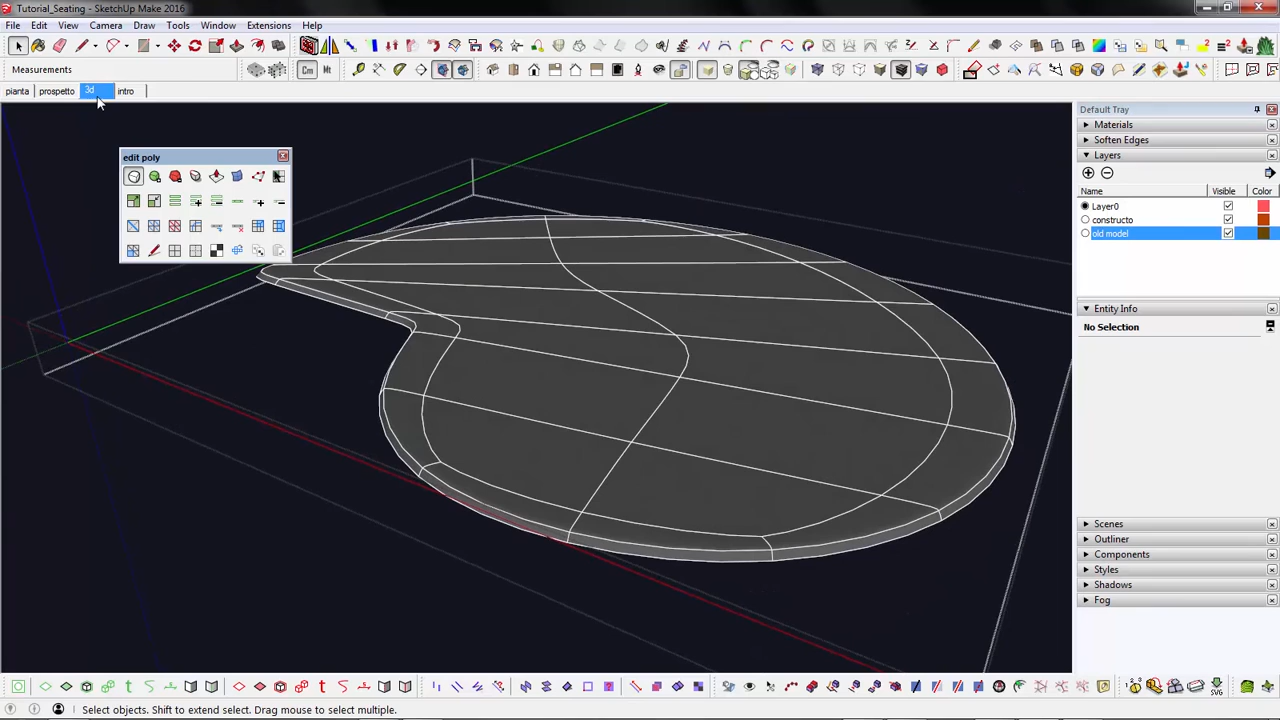 Tutorial_Seating - SketchUp Make 2016
File Edit View Camera Draw Tools Window Extensions Help
Measurements
Cm Mt
pianta prospetto 3d intro
edit poly
Default Tray
Materials
Soften Edges
Layers
Name Visible Color
Layer0
constructo
old model
Entity Info
No Selection
Scenes
Outliner
Components
Styles
Shadows
Fog
Select objects. Shift to extend select. Drag mouse to select multiple.